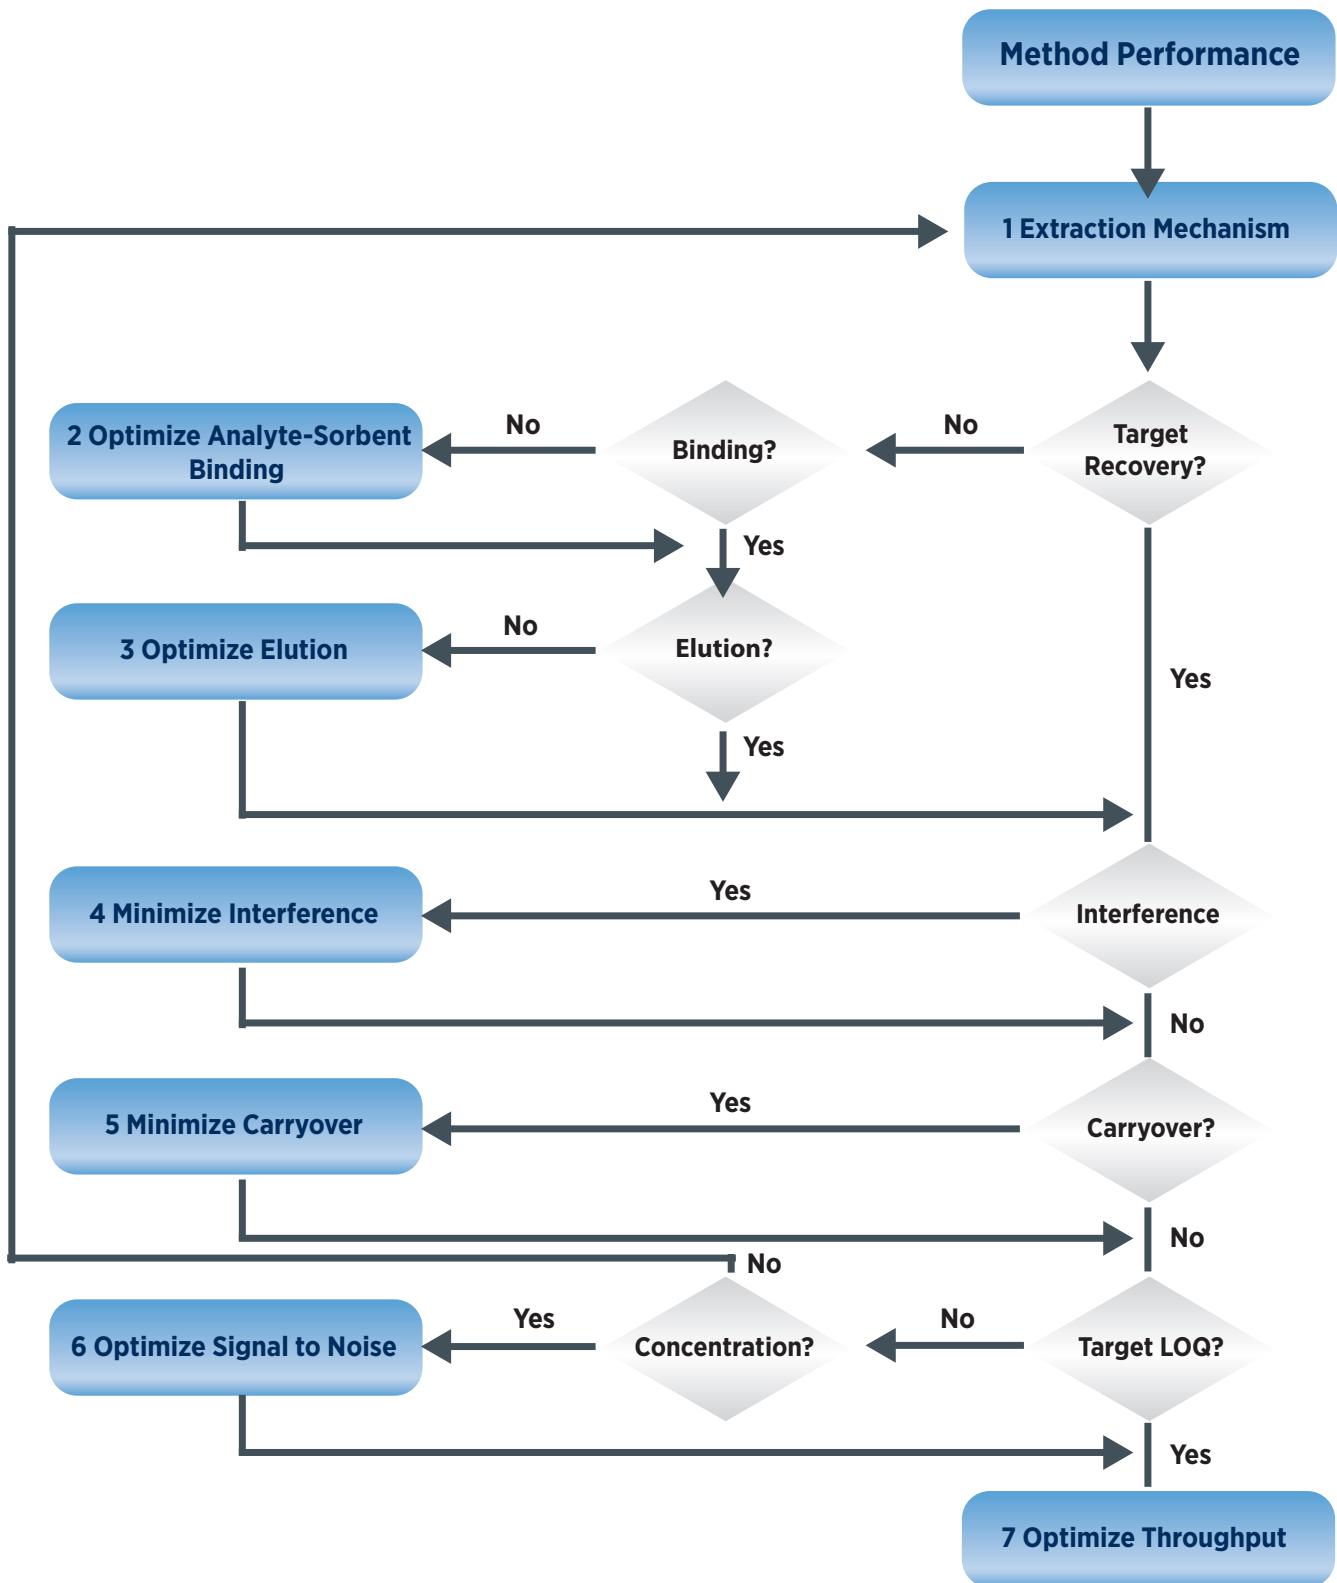 Method Performance
1 Extraction Mechanism
No
No
2 Optimize Analyte-Sorbent
Binding
Binding?
Target
Recovery?
Yes
No
3 Optimize Elution
Elution?
Yes
Yes
Yes
4 Minimize Interference
Interference
No
Yes
5 Minimize Carryover
Carryover?
No
No
Yes
No
6 Optimize Signal to Noise
Concentration?
Target LOQ?
Yes
7 Optimize Throughput